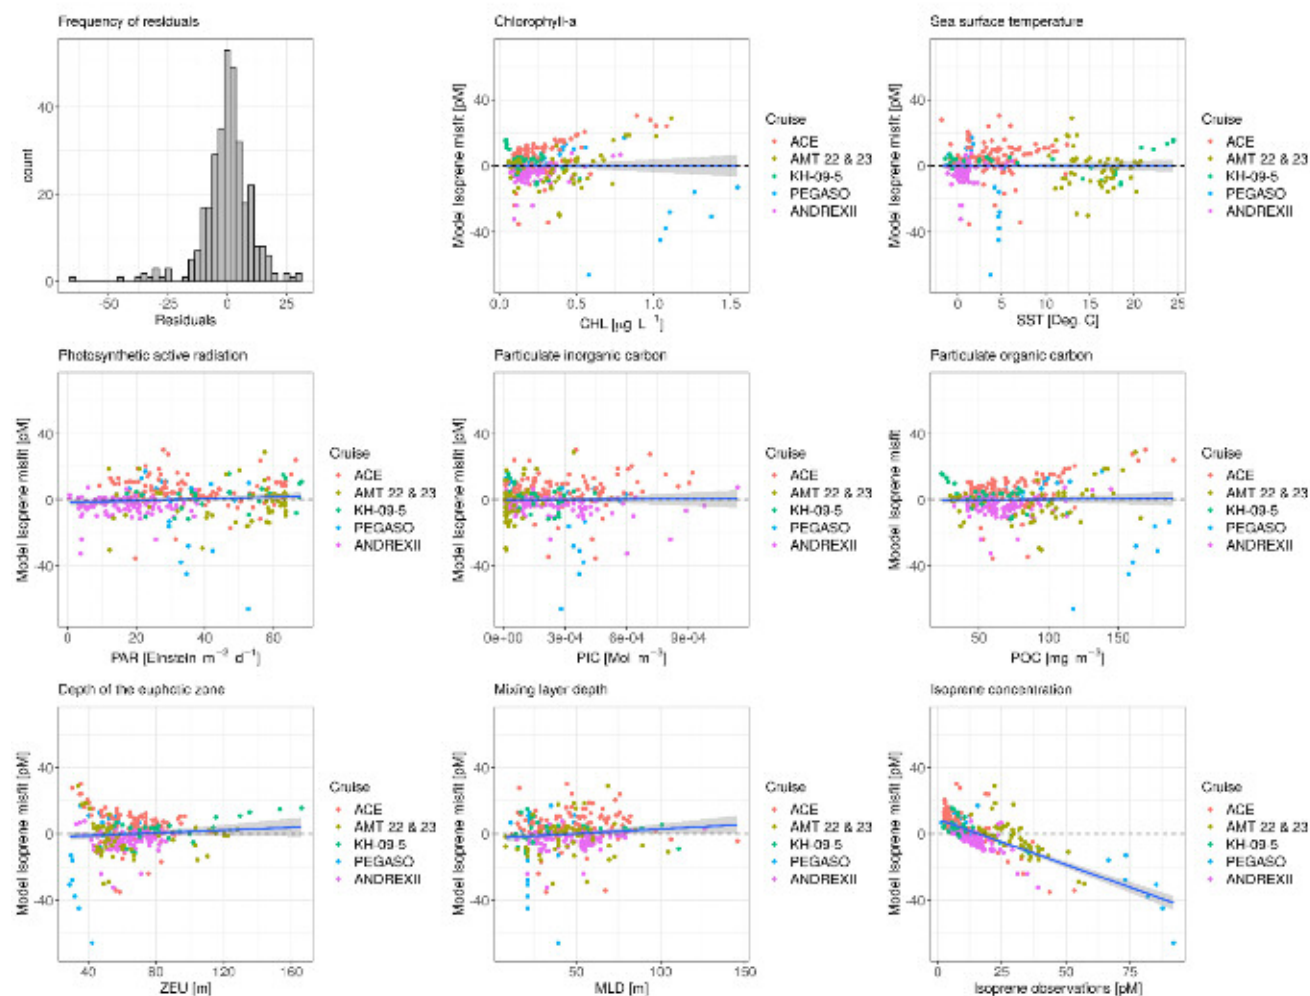 Frequency of residuals
40
20
0
count
-50
-25
0
25
Residuals
Chlorophyll-a
40
0
-40
Model Isoprene misfit [pM]
0.0
0.5
1.0
1.5
CHL [μg L⁻¹]
Cruise
ACE
AMT 22 & 23
KH-09-5
PEGASO
ANDREXII
Sea surface temperature
40
0
-40
Model Isoprene misfit [pM]
0
5
10
15
20
25
SST [Deg. C]
Cruise
ACE
AMT 22 & 23
KH-09-5
PEGASO
ANDREXII
Photosynthetic active radiation
40
0
-40
Model Isoprene misfit [pM]
0
20
40
60
PAR [Einstein m⁻² d⁻¹]
Cruise
ACE
AMT 22 & 23
KH-09-5
PEGASO
ANDREXII
Particulate inorganic carbon
40
0
-40
Model Isoprene misfit [pM]
0e+00
3e-04
6e-04
9e-04
PIC [Mol m⁻³]
Cruise
ACE
AMT 22 & 23
KH-09-5
PEGASO
ANDREXII
Particulate organic carbon
40
0
-40
Moodel Isoprene misfit
50
100
150
POC [mg m⁻³]
Cruise
ACE
AMT 22 & 23
KH-09-5
PEGASO
ANDREXII
Depth of the euphotic zone
40
0
-40
Model Isoprene misfit [pM]
40
80
120
160
ZEU [m]
Cruise
ACE
AMT 22 & 23
KH-09-5
PEGASO
ANDREXII
Mixing layer depth
40
0
-40
Model Isoprene misfit [pM]
50
100
150
MLD [m]
Cruise
ACE
AMT 22 & 23
KH-09-5
PEGASO
ANDREXII
Isoprene concentration
40
0
-40
Model Isoprene misfit [pM]
0
25
50
75
Isoprene observations [pM]
Cruise
ACE
AMT 22 & 23
KH-09-5
PEGASO
ANDREXII